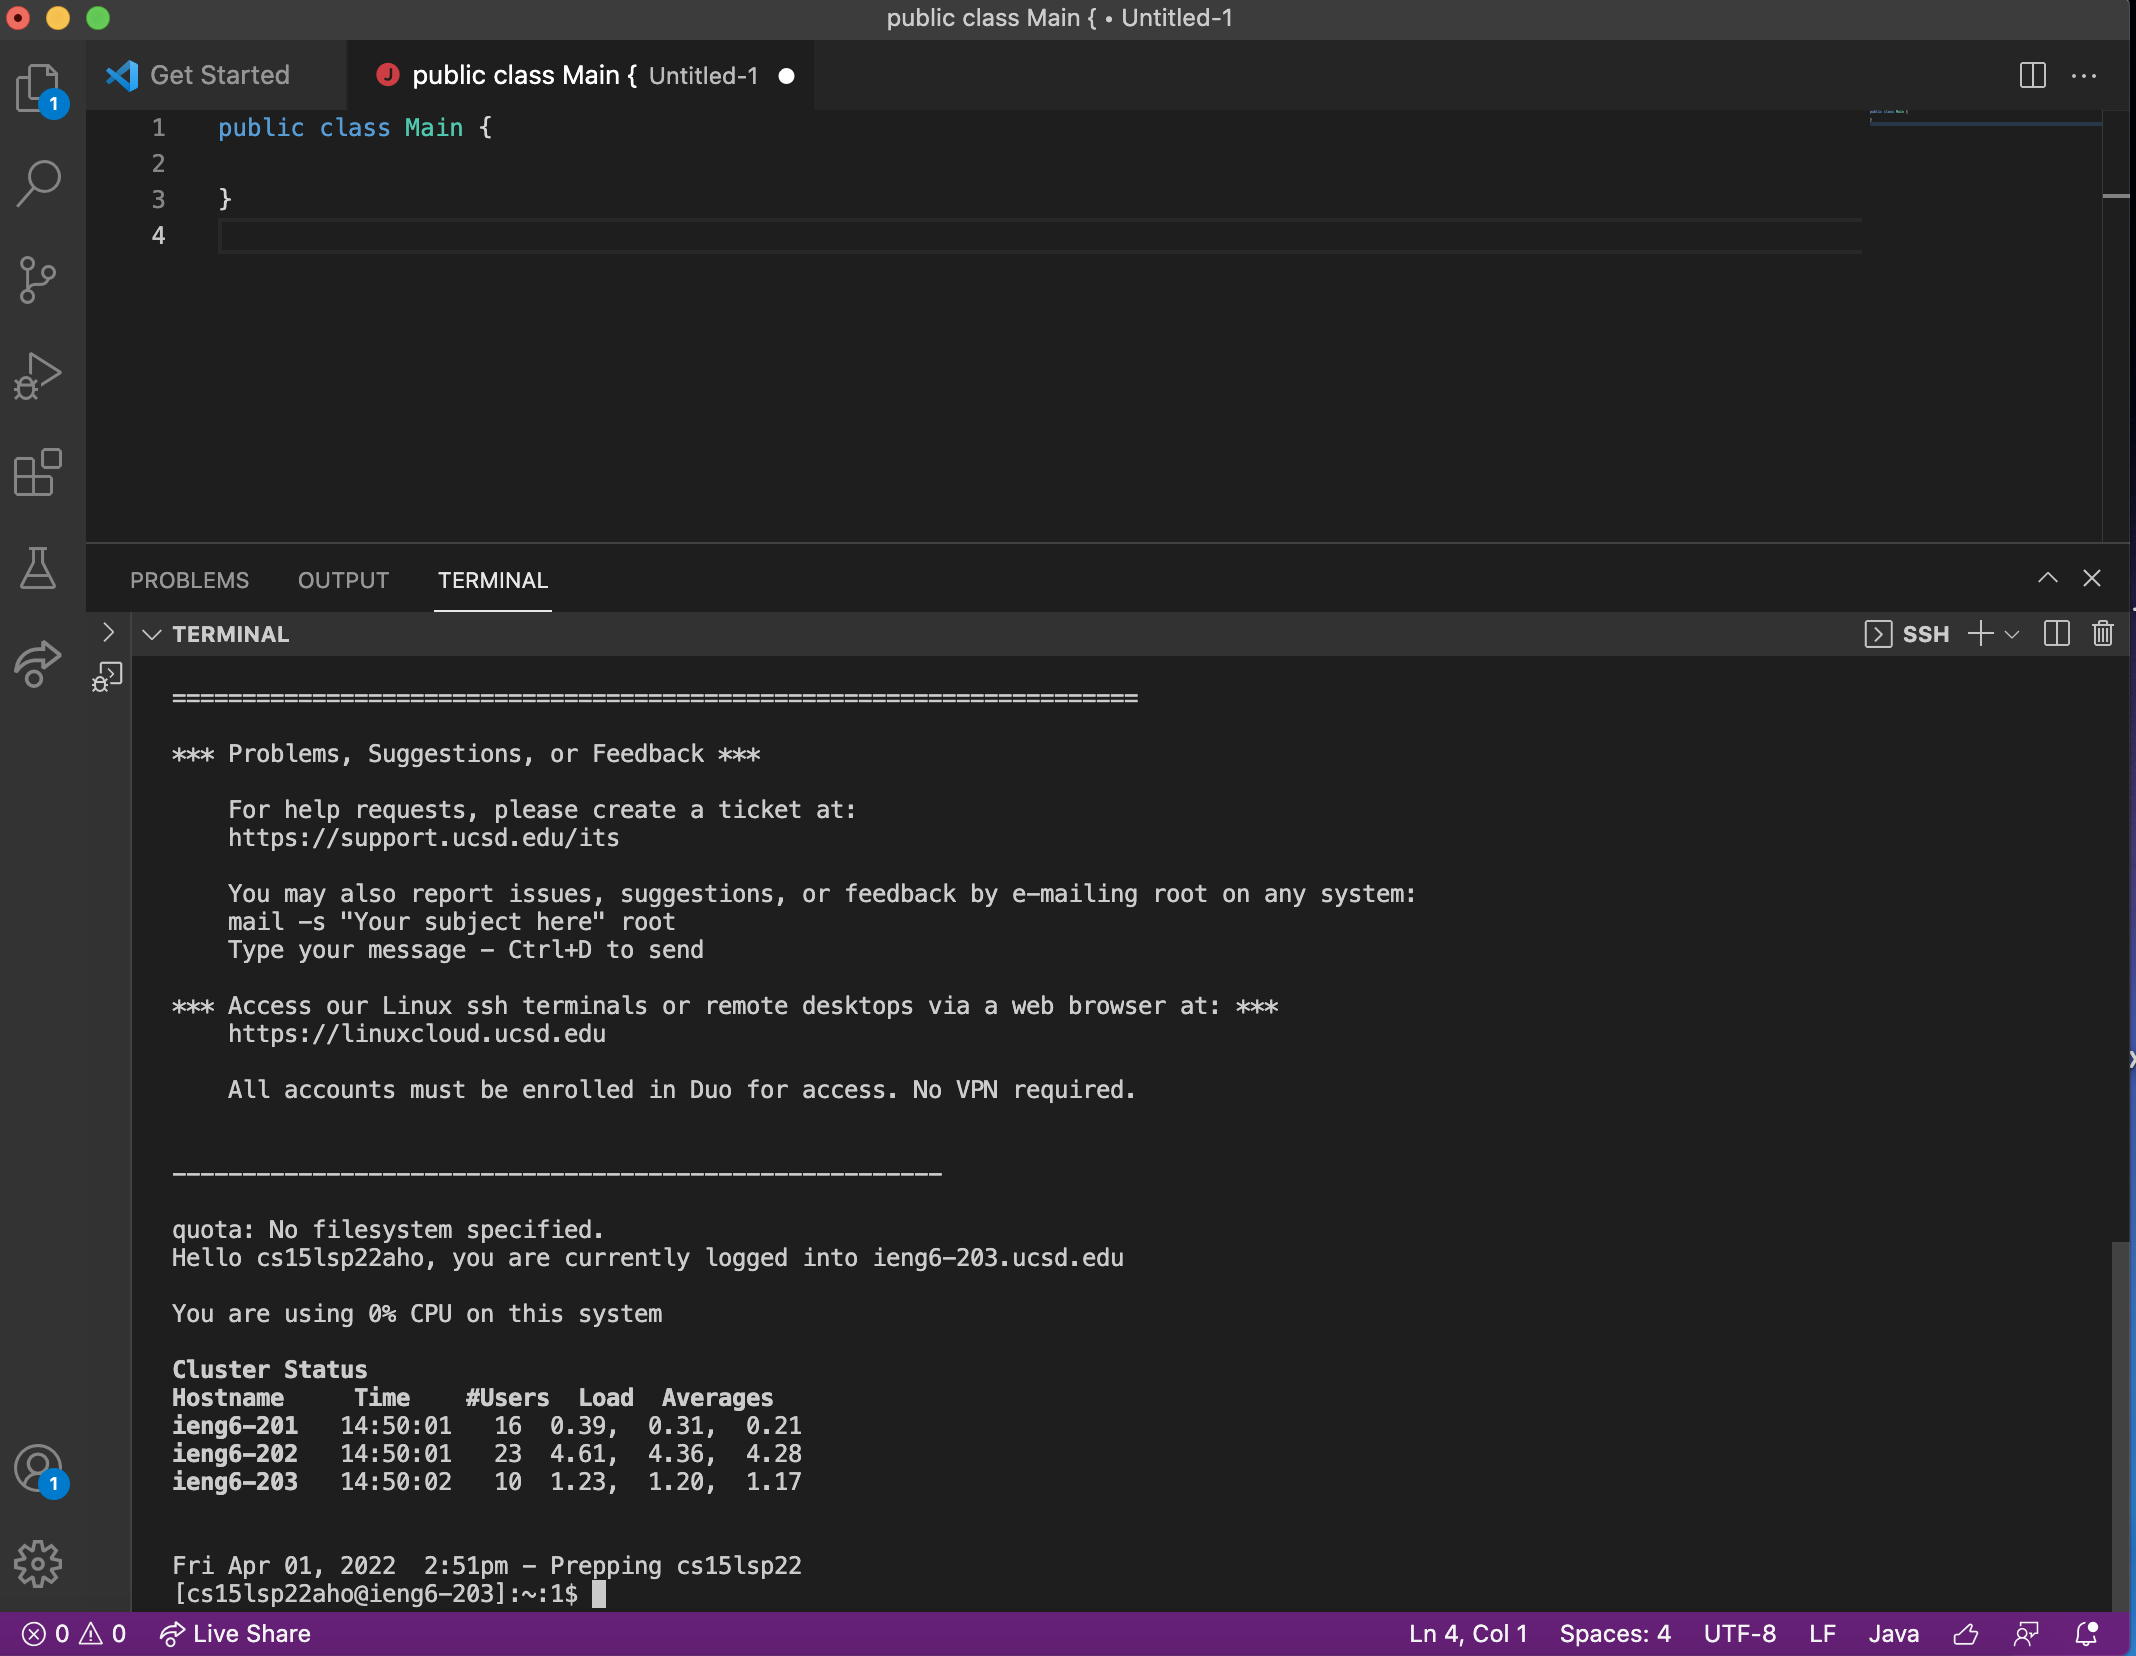 public class Main { • Untitled-1
Get Started
J public class Main { Untitled-1
1
1 public class Main {
2
3 }
4
PROBLEMS OUTPUT TERMINAL
TERMINAL
SSH
=====================================================================
*** Problems, Suggestions, or Feedback ***
For help requests, please create a ticket at:
https://support.ucsd.edu/its
You may also report issues, suggestions, or feedback by e-mailing root on any system:
mail -s "Your subject here" root
Type your message - Ctrl+D to send
*** Access our Linux ssh terminals or remote desktops via a web browser at: ***
https://linuxcloud.ucsd.edu
All accounts must be enrolled in Duo for access. No VPN required.
-------------------------------------------------------
quota: No filesystem specified.
Hello cs15lsp22aho, you are currently logged into ieng6-203.ucsd.edu
You are using 0% CPU on this system
Cluster Status
Hostname Time #Users Load Averages
ieng6-201 14:50:01 16 0.39, 0.31, 0.21
ieng6-202 14:50:01 23 4.61, 4.36, 4.28
ieng6-203 14:50:02 10 1.23, 1.20, 1.17
1
Fri Apr 01, 2022 2:51pm - Prepping cs15lsp22
[cs15lsp22aho@ieng6-203]:~:1$
0 0 Live Share
Ln 4, Col 1 Spaces: 4 UTF-8 LF Java